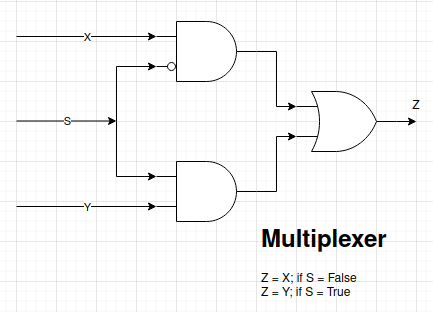 X
Z
S
Y
Multiplexer
Z = X; if S = False
Z = Y; if S = True